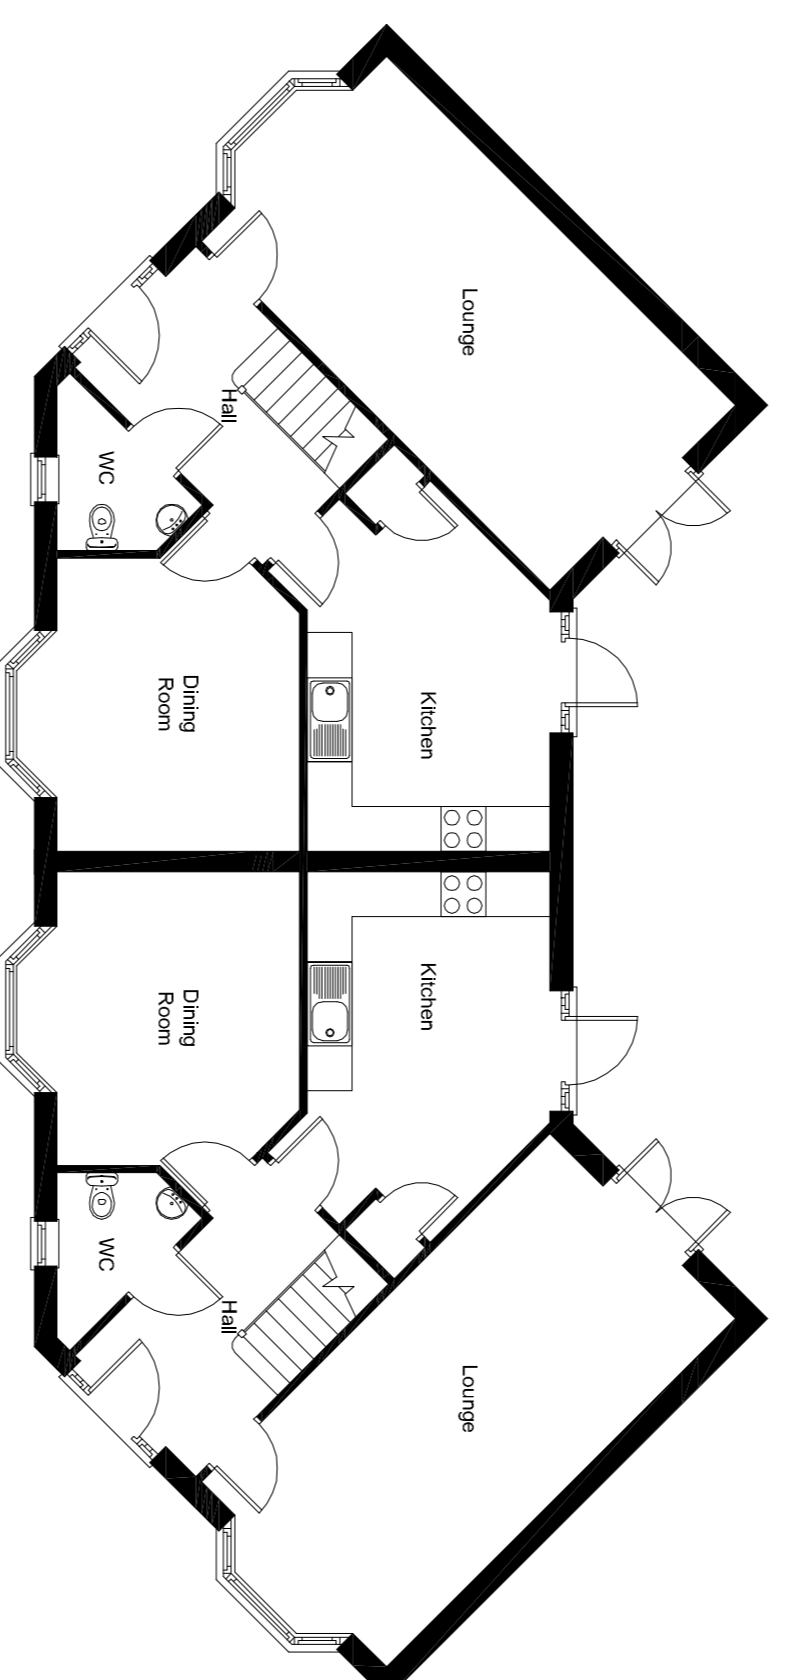 Lounge
Hall
WC
Dining
Room
Kitchen
Kitchen
Dining
Room
WC
Hall
Lounge